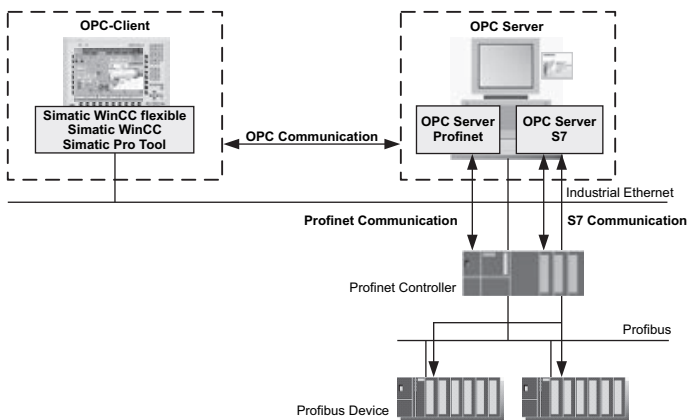 OPC-Client
OPC Server
Simatic WinCC flexible
Simatic WinCC
Simatic Pro Tool
OPC Communication
OPC Server
Profinet
OPC Server
S7
Industrial Ethernet
Profinet Communication
S7 Communication
Profinet Controller
Profibus
Profibus Device